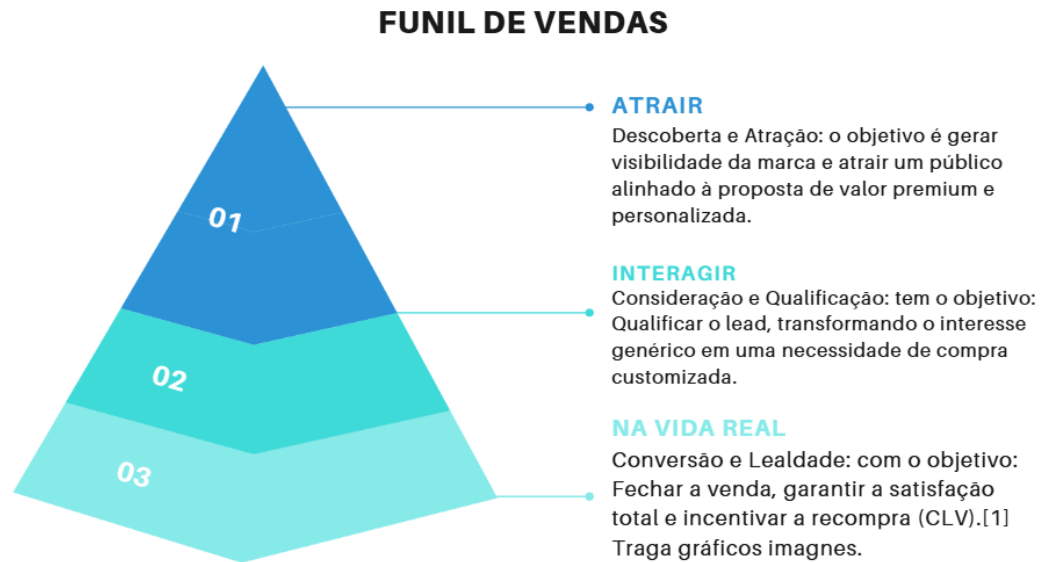 FUNIL DE VENDAS
01
ATRAIR
Descoberta e Atração: o objetivo é gerar
visibilidade da marca e atrair um público
alinhado à proposta de valor premium e
personalizada.
02
INTERAGIR
Consideração e Qualificação: tem o objetivo:
Qualificar o lead, transformando o interesse
genérico em uma necessidade de compra
customizada.
03
NA VIDA REAL
Conversão e Lealdade: com o objetivo:
Fechar a venda, garantir a satisfação
total e incentivar a recompra (CLV).[1]
Traga gráficos imagnes.